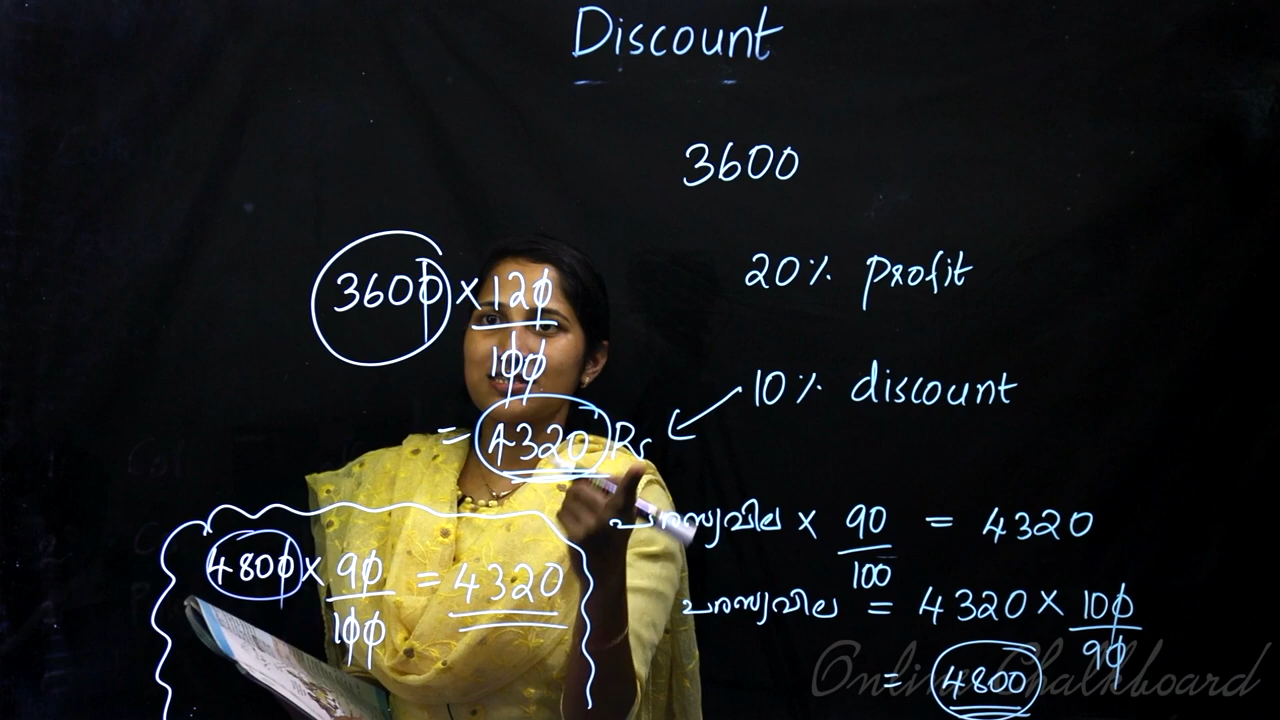 Discount
3600
3600 × 120
100
20% profit
10% discount
= 4320 Rs
പരസ്യവില × 90 = 4320
100
4800 × 90 = 4320
100
പരസ്യവില = 4320 × 100
90
= 4800
Online Chalkboard